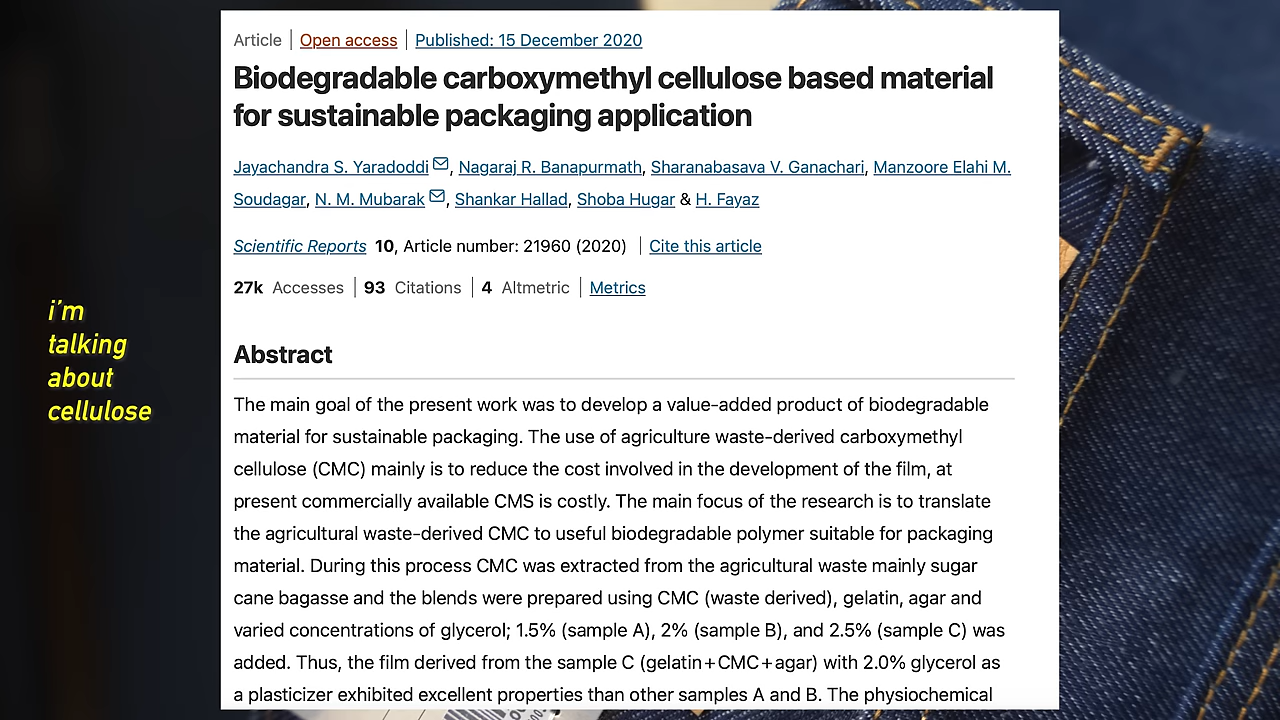 Article | Open access | Published: 15 December 2020
Biodegradable carboxymethyl cellulose based material
for sustainable packaging application
Jayachandra S. Yaradoddi, Nagaraj R. Banapurmath, Sharanabasava V. Ganachari, Manzoore Elahi M.
Soudagar, N. M. Mubarak, Shankar Hallad, Shoba Hugar & H. Fayaz
Scientific Reports 10, Article number: 21960 (2020) | Cite this article
27k Accesses | 93 Citations | 4 Altmetric | Metrics
i'm
talking
about
cellulose
Abstract
The main goal of the present work was to develop a value-added product of biodegradable
material for sustainable packaging. The use of agriculture waste-derived carboxymethyl
cellulose (CMC) mainly is to reduce the cost involved in the development of the film, at
present commercially available CMS is costly. The main focus of the research is to translate
the agricultural waste-derived CMC to useful biodegradable polymer suitable for packaging
material. During this process CMC was extracted from the agricultural waste mainly sugar
cane bagasse and the blends were prepared using CMC (waste derived), gelatin, agar and
varied concentrations of glycerol; 1.5% (sample A), 2% (sample B), and 2.5% (sample C) was
added. Thus, the film derived from the sample C (gelatin+CMC+agar) with 2.0% glycerol as
a plasticizer exhibited excellent properties than other samples A and B. The physiochemical